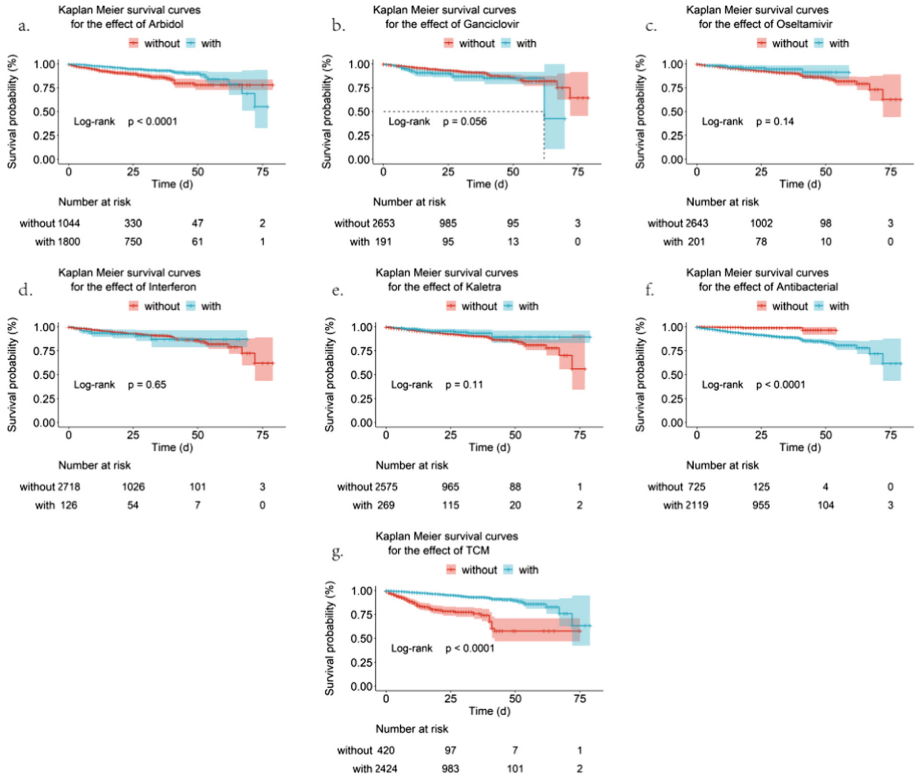 a.
Kaplan Meier survival curves
for the effect of Arbidol
without with
Survival probability (%)
1.00
0.75
0.50
0.25
0.00
Log-rank p < 0.0001
0 25 50 75
Time (d)
Number at risk
without 1044 330 47 2
with 1800 750 61 1
b.
Kaplan Meier survival curves
for the effect of Ganciclovir
without with
Survival probability (%)
1.00
0.75
0.50
0.25
0.00
Log-rank p = 0.056
0 25 50 75
Time (d)
Number at risk
without 2653 985 95 3
with 191 95 13 0
c.
Kaplan Meier survival curves
for the effect of Oseltamivir
without with
Survival probability (%)
1.00
0.75
0.50
0.25
0.00
Log-rank p = 0.14
0 25 50 75
Time (d)
Number at risk
without 2643 1002 98 3
with 201 78 10 0
d.
Kaplan Meier survival curves
for the effect of Interferon
without with
Survival probability (%)
1.00
0.75
0.50
0.25
0.00
Log-rank p = 0.65
0 25 50 75
Time (d)
Number at risk
without 2718 1026 101 3
with 126 54 7 0
e.
Kaplan Meier survival curves
for the effect of Kaletra
without with
Survival probability (%)
1.00
0.75
0.50
0.25
0.00
Log-rank p = 0.11
0 25 50 75
Time (d)
Number at risk
without 2575 965 88 1
with 269 115 20 2
f.
Kaplan Meier survival curves
for the effect of Antibacterial
without with
Survival probability (%)
1.00
0.75
0.50
0.25
0.00
Log-rank p < 0.0001
0 25 50 75
Time (d)
Number at risk
without 725 125 4 0
with 2119 955 104 3
g.
Kaplan Meier survival curves
for the effect of TCM
without with
Survival probability (%)
1.00
0.75
0.50
0.25
0.00
Log-rank p < 0.0001
0 25 50 75
Time (d)
Number at risk
without 420 97 7 1
with 2424 983 101 2